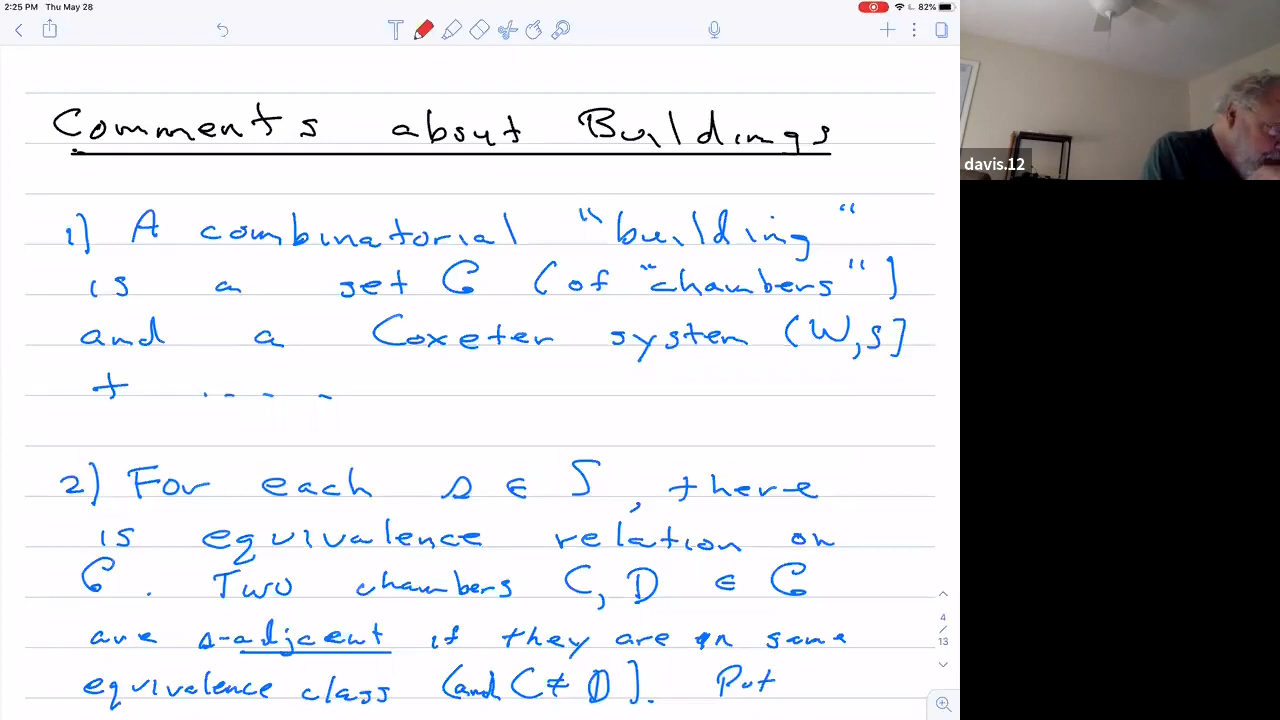 2:25 PM Thu May 28
82%
Comments about Buildings
1) A combinatorial "building"
is a set C (of "chambers")
and a Coxeter system (W,S)
+ .....
2) For each s ∈ S, there
is equivalence relation on
C. Two chambers C, D ∈ C
are s-adjcent if they are in same
equivalence class (and C ≠ D). Put
4
/
13
davis.12